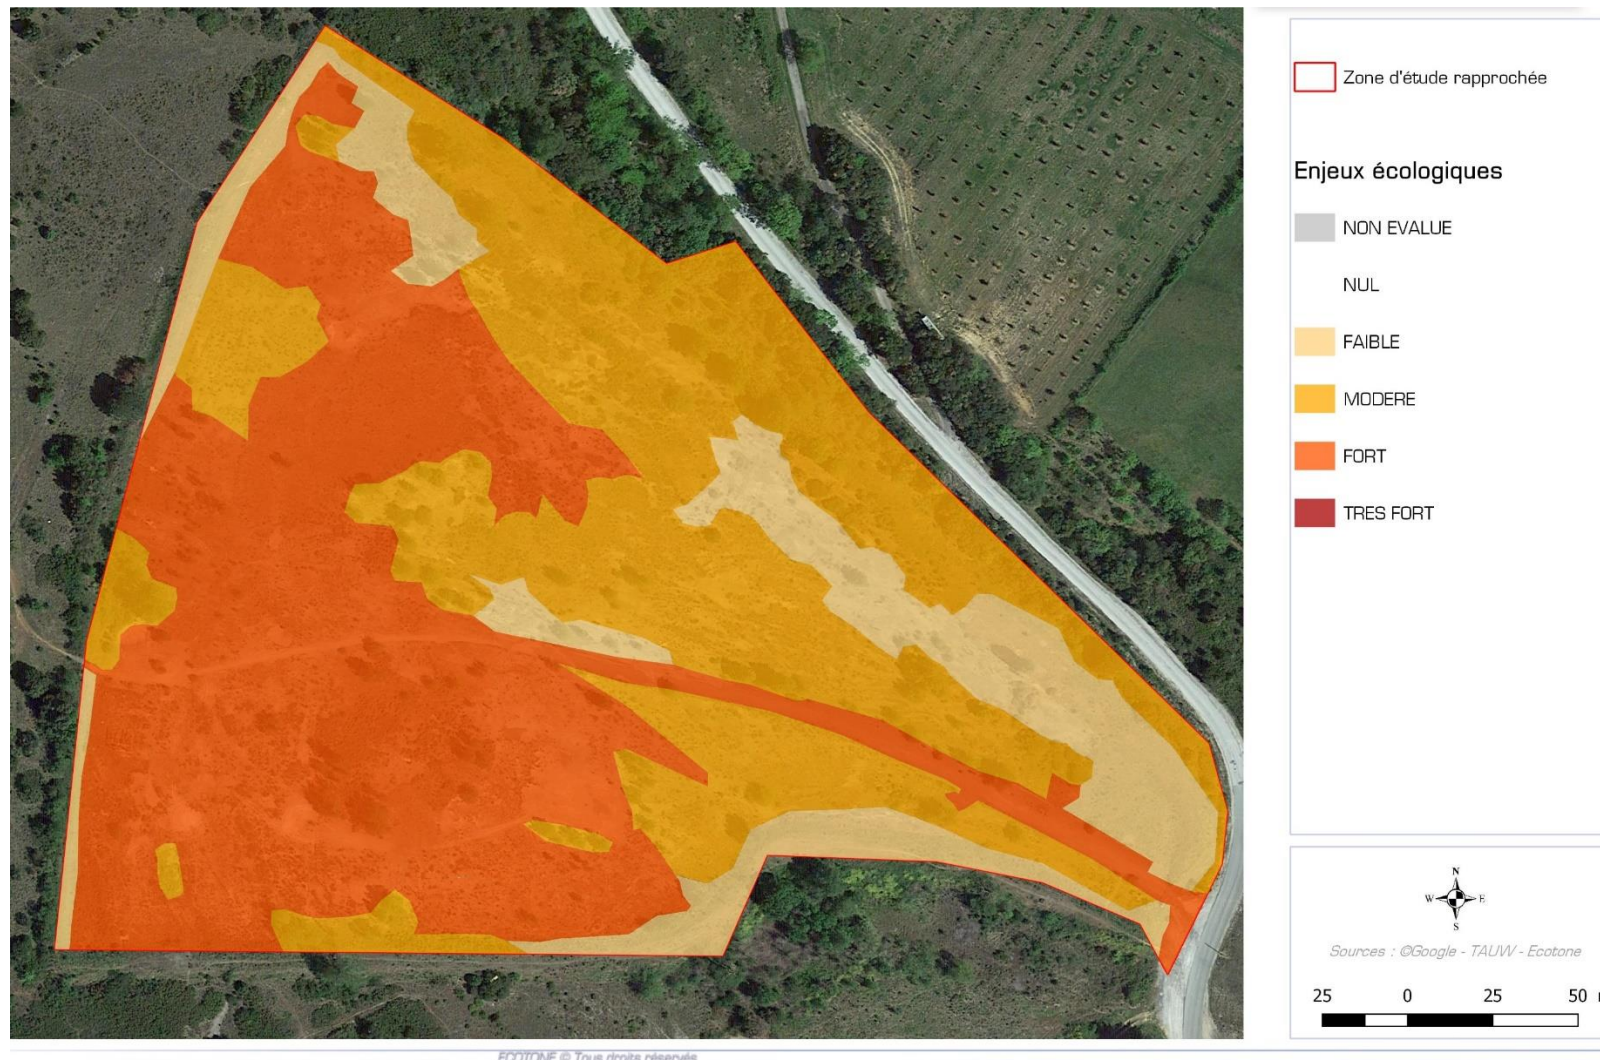 Zone d'étude rapprochée
Enjeux écologiques
NON EVALUE
NUL
FAIBLE
MODERE
FORT
TRES FORT
N
W E
S
Sources : @Google - TAUW - Ecotone
25 0 25 50
ECOTONE © Tous droits réservés